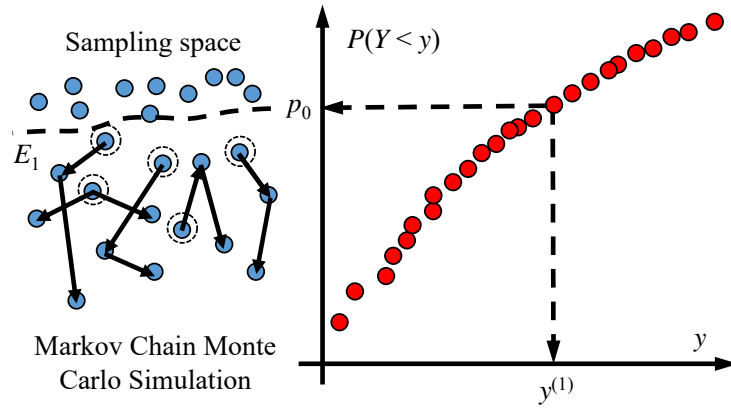 Sampling space
E1
Markov Chain Monte
Carlo Simulation
P(Y < y)
p0
y
y(1)